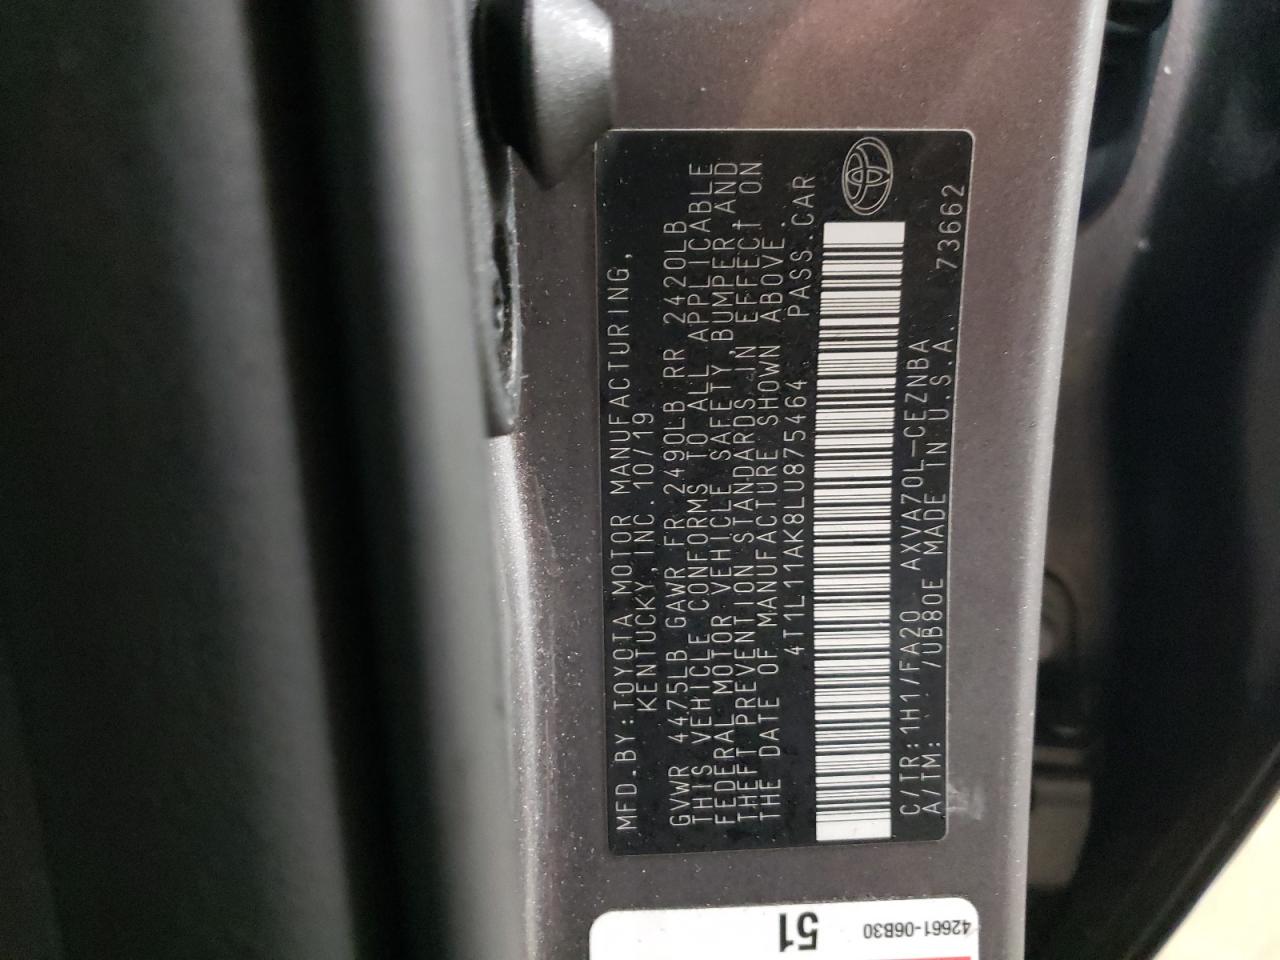 MFD.BY:TOYOTA MOTOR MANUFACTURING,
KENTUCKY,INC. 10/19
GVWR 4475LB GAWR FR 2490LB RR 2420LB
THIS VEHICLE CONFORMS TO ALL APPLICABLE
FEDERAL MOTOR VEHICLE SAFETY,BUMPER,AND
THEFT PREVENTION STANDARDS IN EFFECT ON
THE DATE OF MANUFACTURE SHOWN ABOVE.
4T1L11AK8LU875464 PASS.CAR
C/TR:1H1/FA20 AXVA70L-CEZNBA
A/TM: /UB80E MADE IN U.S.A. 73662
51
42661-06B30